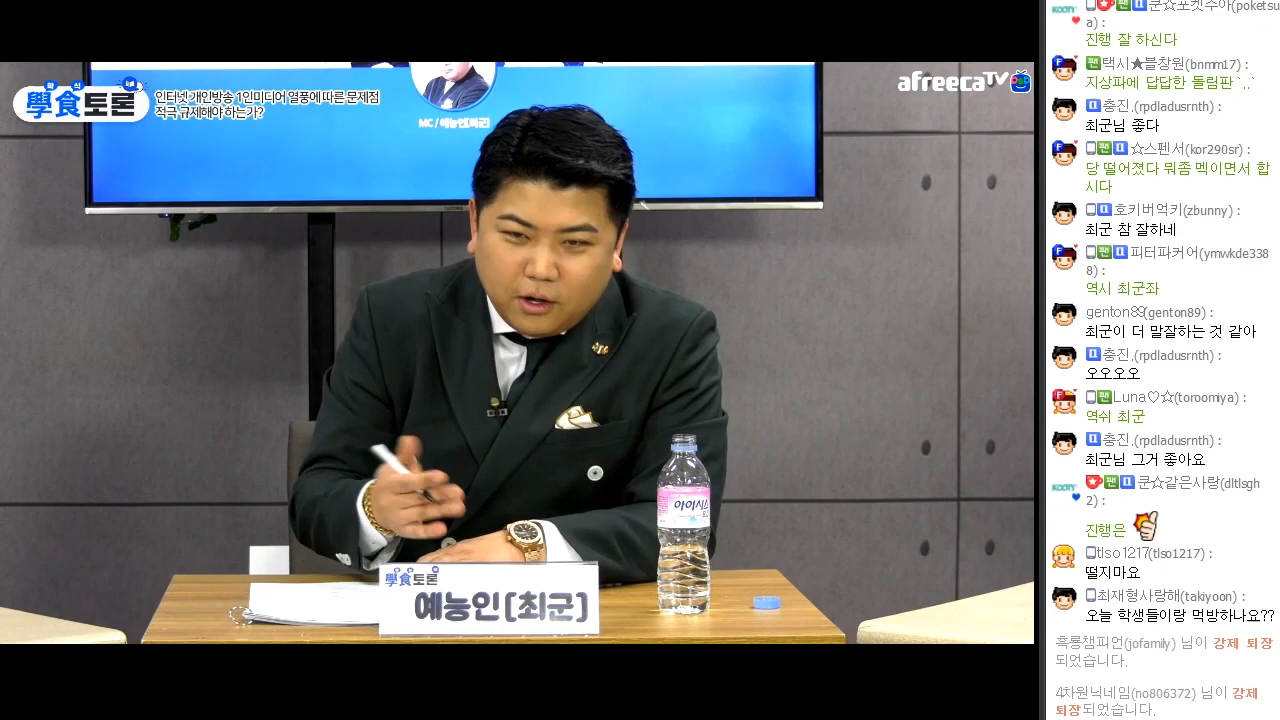 學食토론
학식
인터넷 개인방송 1인미디어 열풍에 따른 문제점
적극 규제해야 하는가?
MC / 예능인[최군]
afreecaTV
아이시스
學食토론
예능인[최군]
팬 쿤☆포켓수아(poketsu
a) :
진행 잘 하신다
팬 택시★블창원(bnmm17) :
지상파에 답답한 돌림판 `,.
충진.(rpdladusrnth) :
최군님 좋다
팬 ☆스펜서(kor290sr) :
당 떨어졌다 뭐좀 멕이면서 합
시다
호키버억키(zbunny) :
최군 참 잘하네
팬 피터파커어(ymwkde338
8) :
역시 최군좌
genton89(genton89) :
최군이 더 말잘하는 것 같아
충진.(rpdladusrnth) :
오오오오
팬 Luna♡☆(toroomiya) :
역쉬 최군
충진.(rpdladusrnth) :
최군님 그거 좋아요
팬 쿤☆같은사랑(dltlsgh
2) :
진행은
tlso1217(tlso1217) :
떨지마요
최재형사랑해(takiyoon) :
오늘 학생들이랑 먹방하나요??
흑룡챔피언(jofamily) 님이 강제 퇴장
되었습니다.
4차원닉네임(no806372) 님이 강제
퇴장되었습니다.